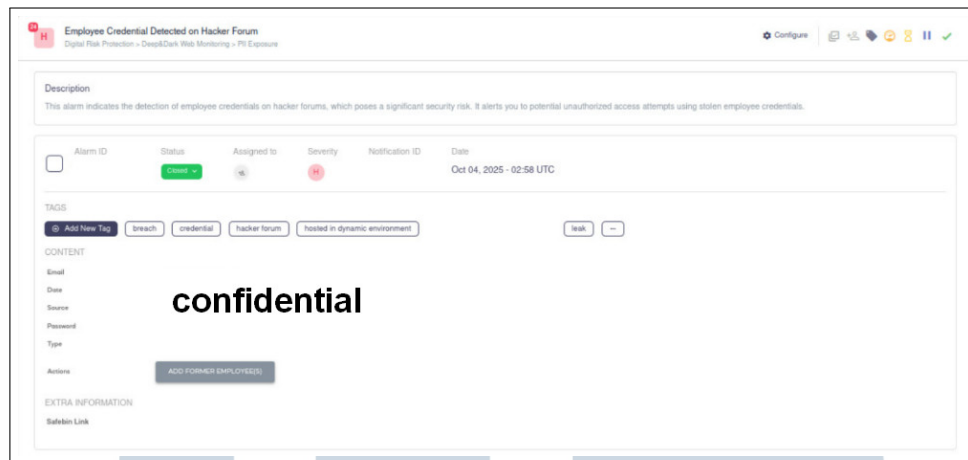 24
H
Employee Credential Detected on Hacker Forum
Digital Risk Protection > Deep&Dark Web Monitoring > PII Exposure
Configure
Description
This alarm indicates the detection of employee credentials on hacker forums, which poses a significant security risk. It alerts you to potential unauthorized access attempts using stolen employee credentials.
Alarm ID Status Assigned to Severity Notification ID Date
Closed H Oct 04, 2025 - 02:58 UTC
TAGS
Add New Tag breach credential hacker forum hosted in dynamic environment leak
CONTENT
Email
Date
Source
Password
Type
confidential
Actions ADD FORMER EMPLOYEE(S)
EXTRA INFORMATION
Safebin Link